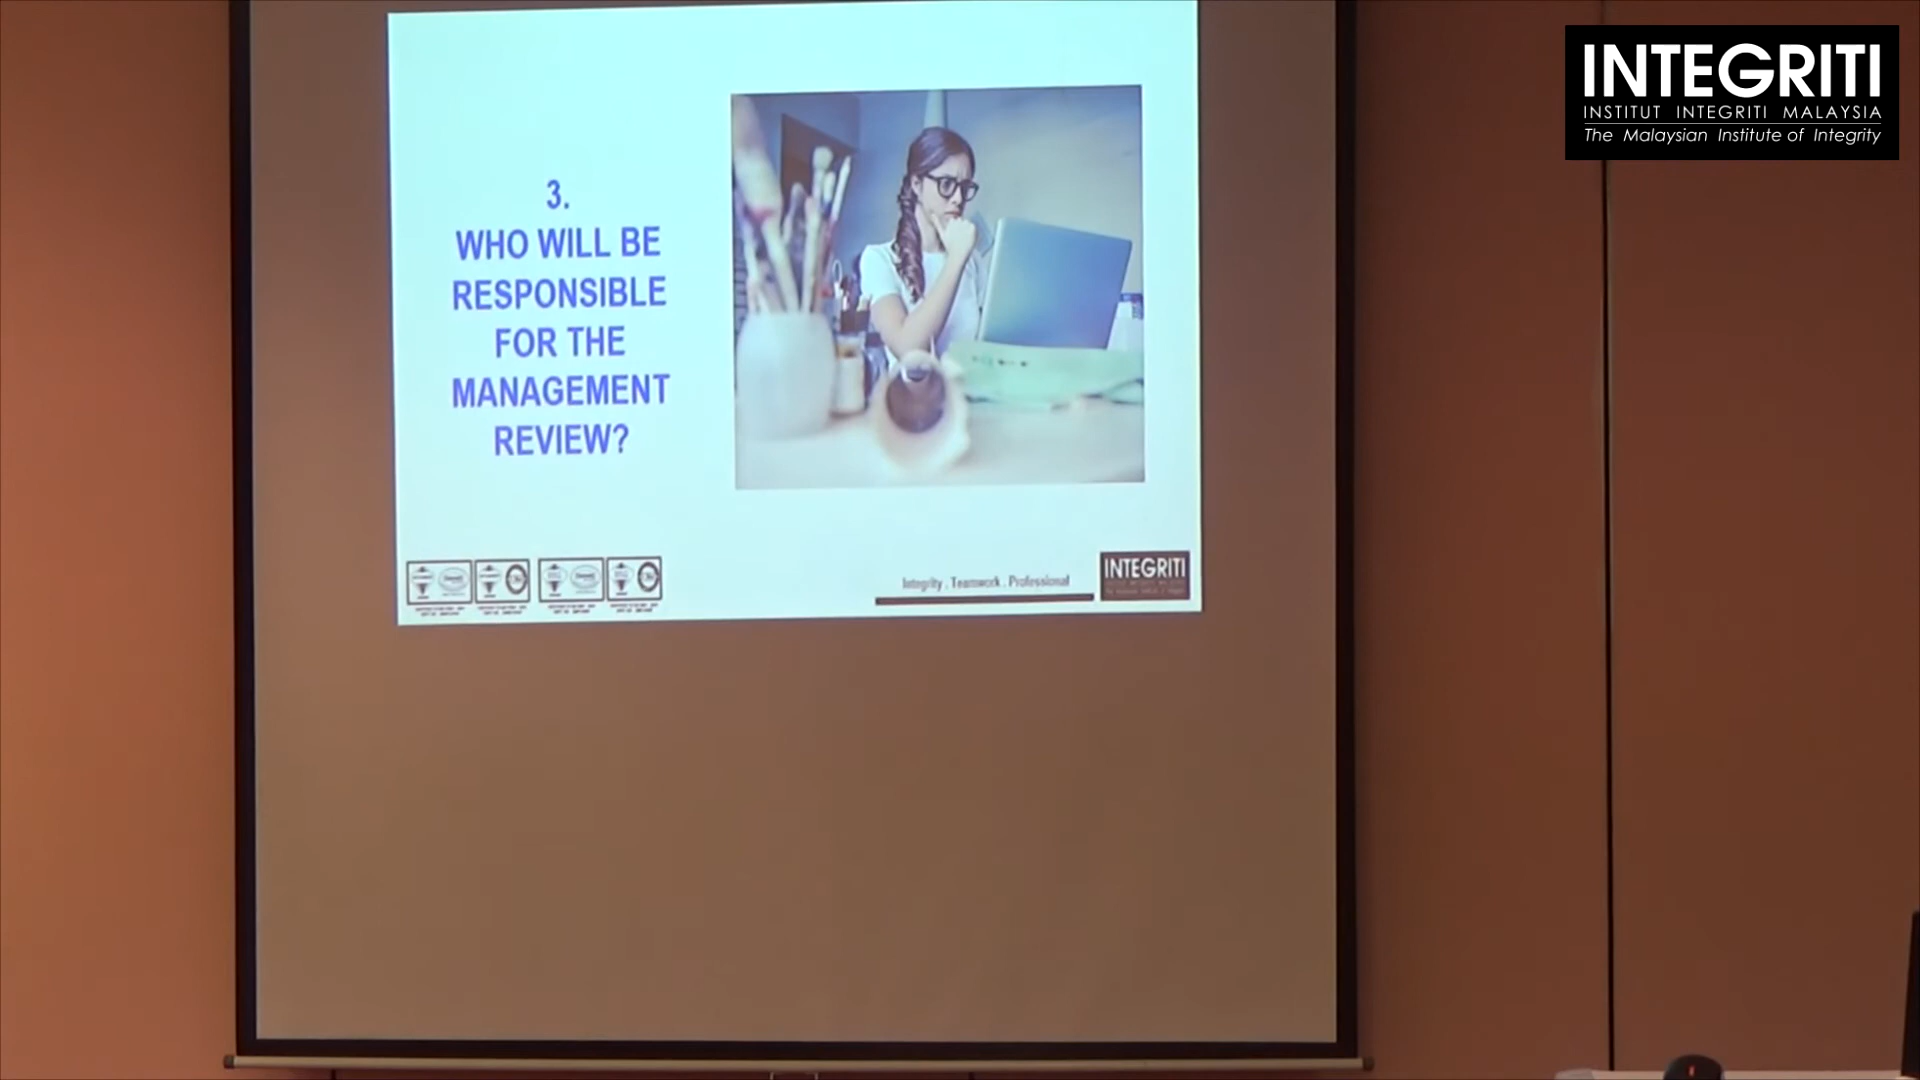 INTEGRITI
INSTITUT INTEGRITI MALAYSIA
The Malaysian Institute of Integrity
3.
WHO WILL BE
RESPONSIBLE
FOR THE
MANAGEMENT
REVIEW?
Integrity . Teamwork . Professional
INTEGRITI